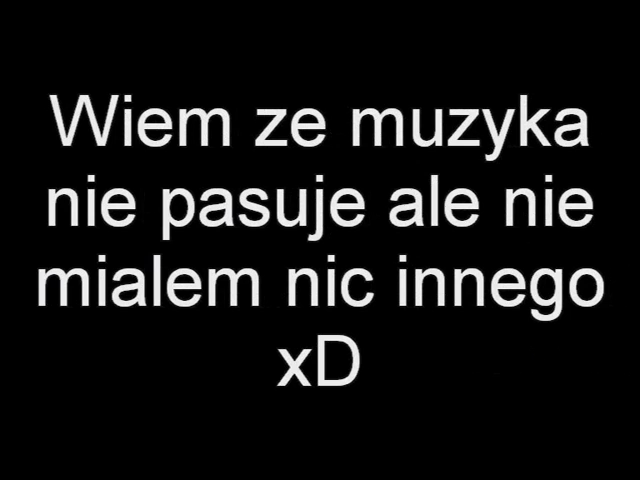 Wiem ze muzyka
nie pasuje ale nie
mialem nic innego
xD